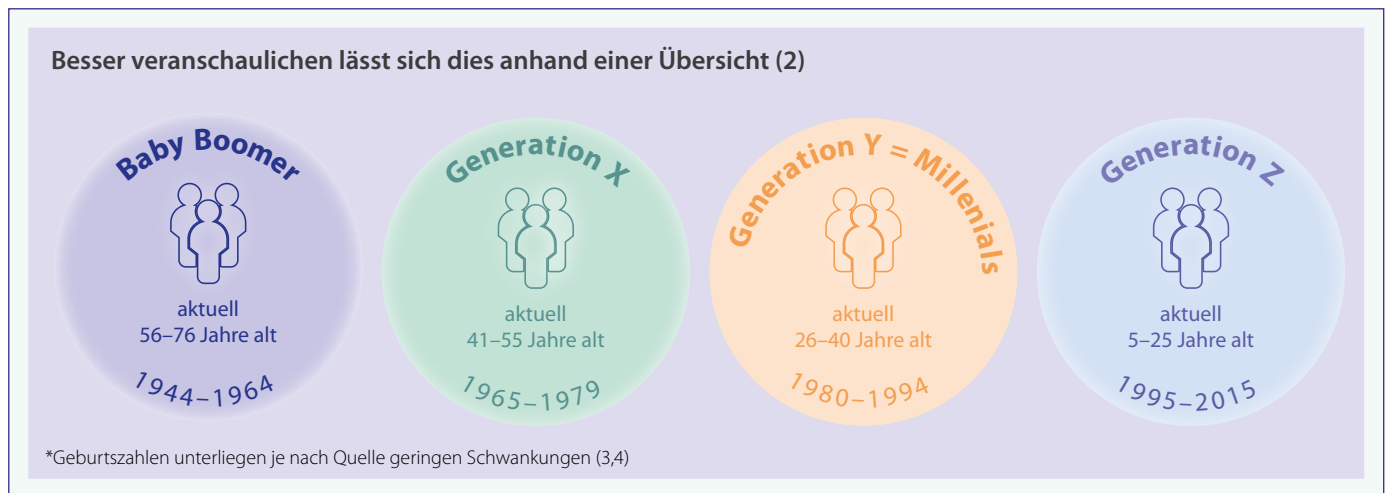 Besser veranschaulichen lässt sich dies anhand einer Übersicht (2)
Baby Boomer
aktuell
56–76 Jahre alt
1944–1964
Generation X
aktuell
41–55 Jahre alt
1965–1979
Generation Y = Millenials
aktuell
26–40 Jahre alt
1980–1994
Generation Z
aktuell
5–25 Jahre alt
1995–2015
*Geburtszahlen unterliegen je nach Quelle geringen Schwankungen (3,4)